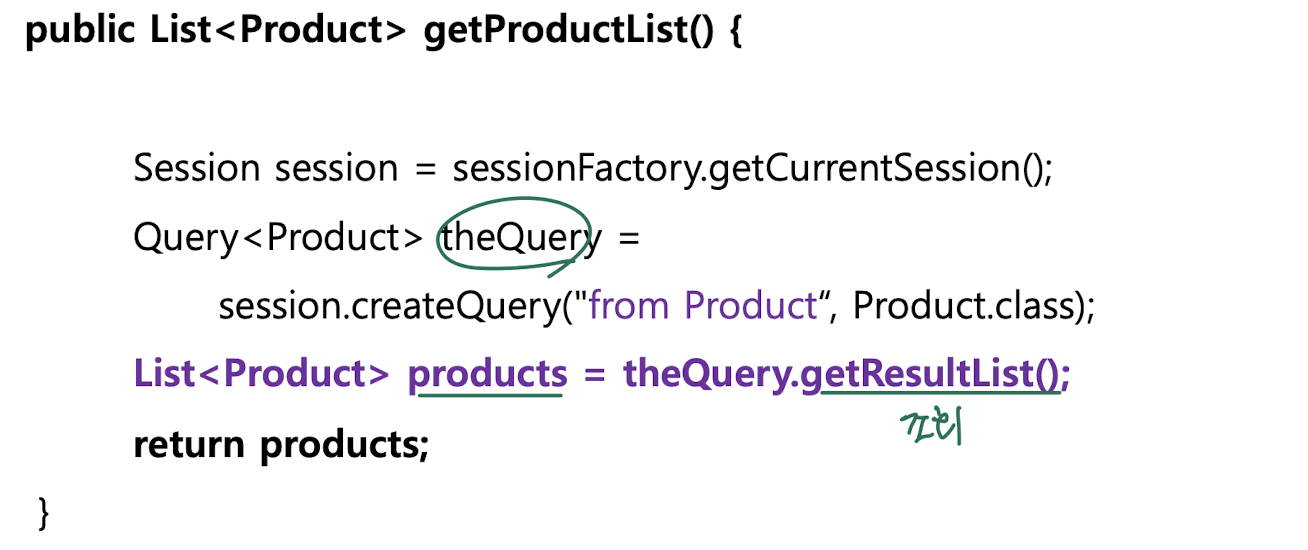 public List<Product> getProductList() {
Session session = sessionFactory.getCurrentSession();
Query<Product> theQuery =
session.createQuery("from Product“, Product.class);
List<Product> products = theQuery.getResultList();
조회
return products;
}